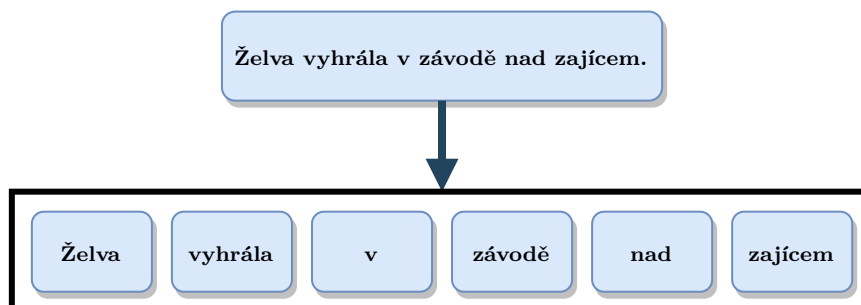 Želva vyhrála v závodě nad zajícem.
Želva vyhrála v závodě nad zajícem